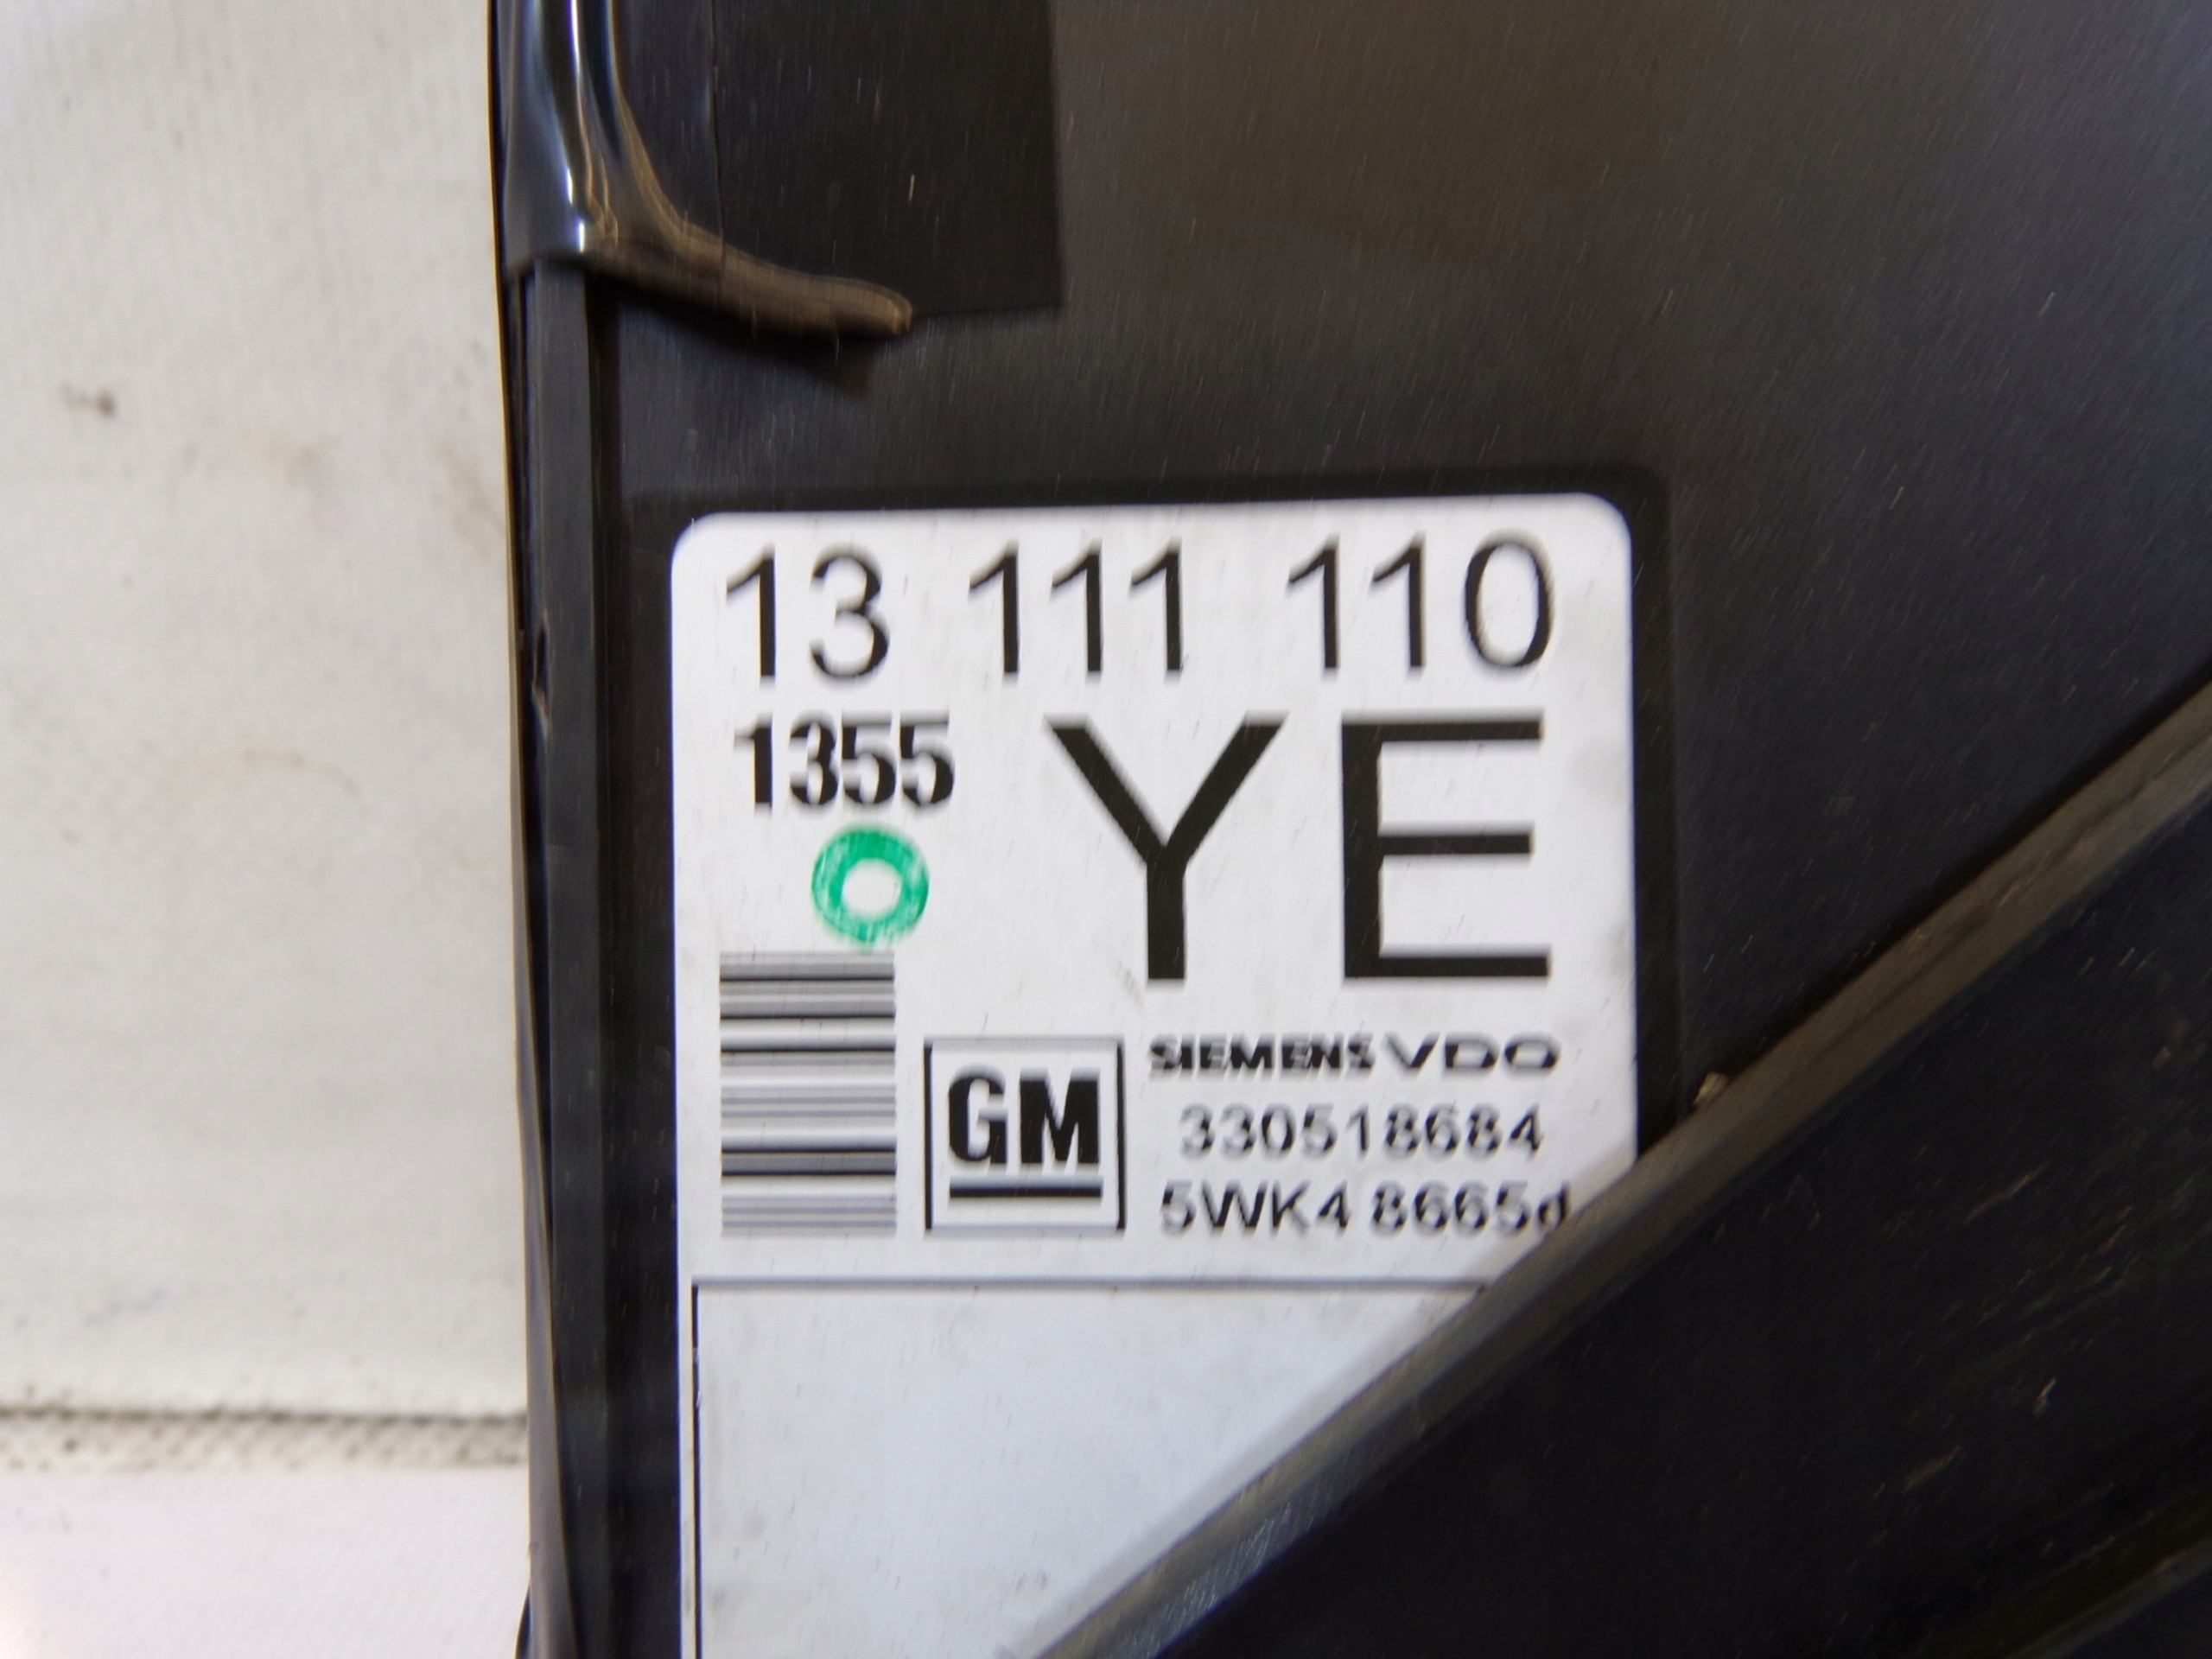 13 111 110
1355
YE
GM
SIEMENS VDO
330518684
5WK4 8665d